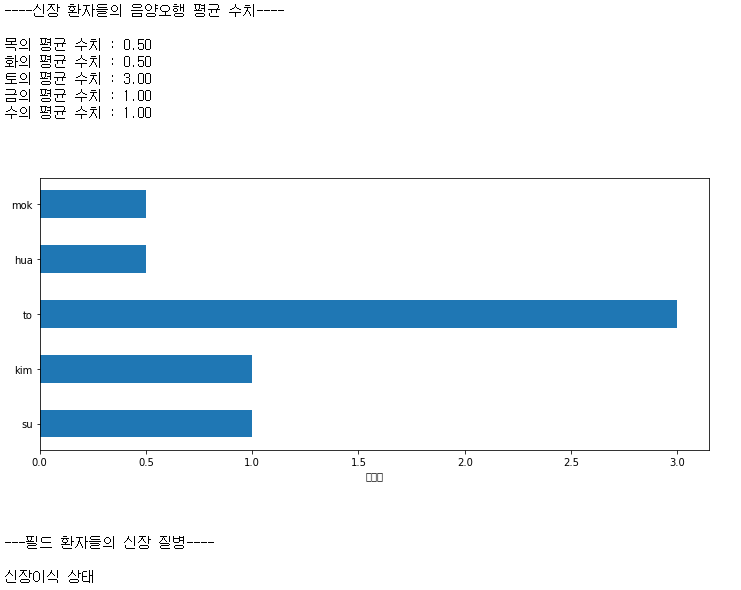 ----신장 환자들의 음양오행 평균 수치----
목의 평균 수치 : 0.50
화의 평균 수치 : 0.50
토의 평균 수치 : 3.00
금의 평균 수치 : 1.00
수의 평균 수치 : 1.00
mok
hua
to
kim
su
0.0 0.5 1.0 1.5 2.0 2.5 3.0
---필드 환자들의 신장 질병----
신장이식 상태